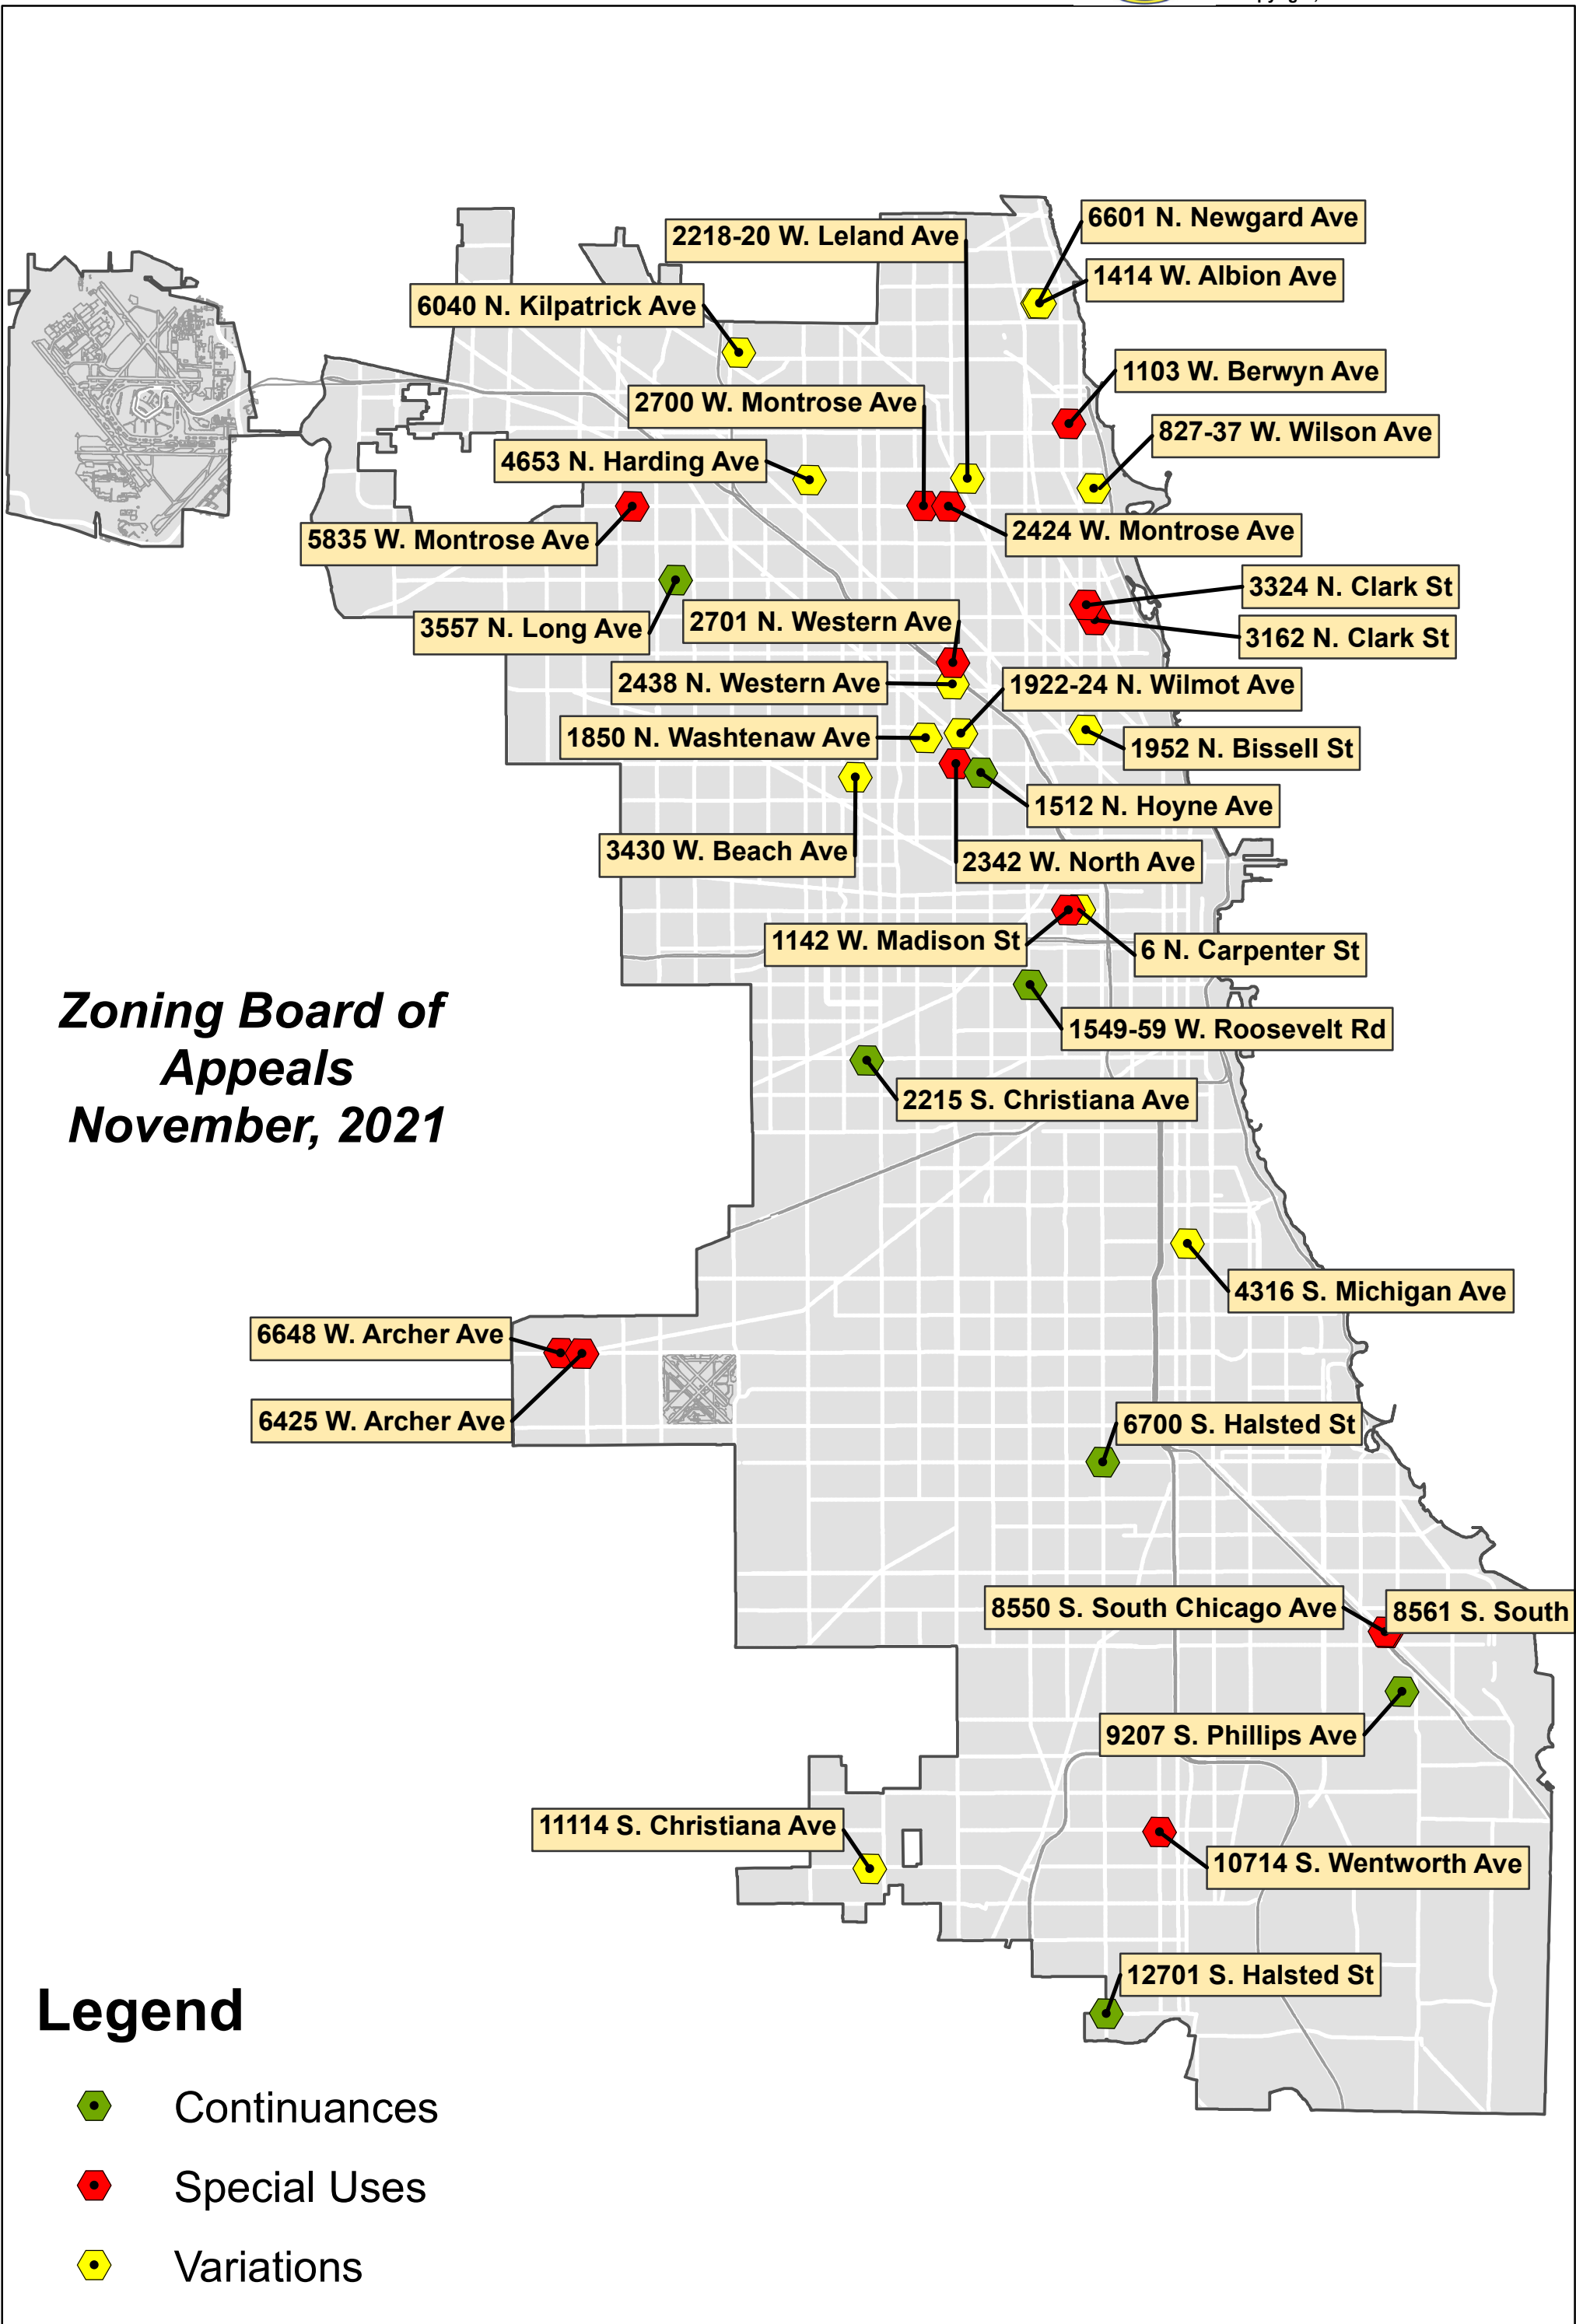 6601 N. Newgard Ave
2218-20 W. Leland Ave
1414 W. Albion Ave
6040 N. Kilpatrick Ave
1103 W. Berwyn Ave
2700 W. Montrose Ave
827-37 W. Wilson Ave
4653 N. Harding Ave
2424 W. Montrose Ave
5835 W. Montrose Ave
3324 N. Clark St
3557 N. Long Ave
2701 N. Western Ave
3162 N. Clark St
2438 N. Western Ave
1922-24 N. Wilmot Ave
1850 N. Washtenaw Ave
1952 N. Bissell St
1512 N. Hoyne Ave
3430 W. Beach Ave
2342 W. North Ave
1142 W. Madison St
6 N. Carpenter St
Zoning Board of
Appeals
November, 2021
1549-59 W. Roosevelt Rd
2215 S. Christiana Ave
4316 S. Michigan Ave
6648 W. Archer Ave
6425 W. Archer Ave
6700 S. Halsted St
8550 S. South Chicago Ave
8561 S. South
9207 S. Phillips Ave
11114 S. Christiana Ave
10714 S. Wentworth Ave
12701 S. Halsted St
Legend
Continuances
Special Uses
Variations